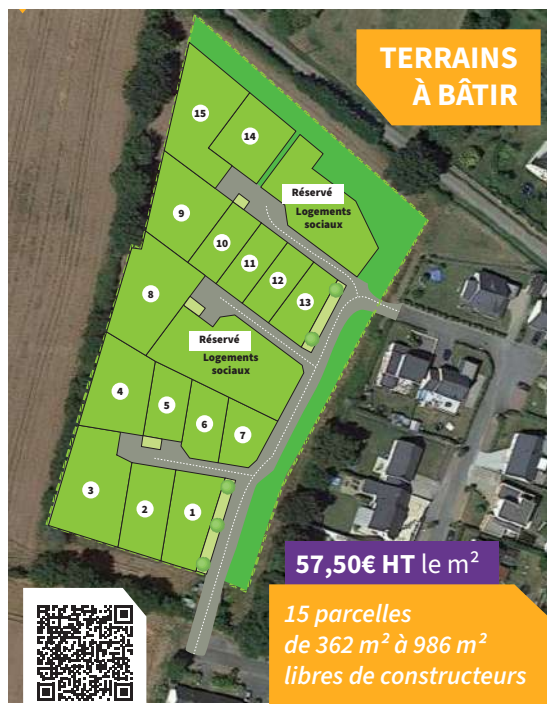 TERRAINS
À BÂTIR
15
14
Réservé
Logements
sociaux
9
10
11
12
13
8
Réservé
Logements
sociaux
4
5
6
7
3
2
1
57,50€ HT le m²
15 parcelles
de 362 m² à 986 m²
libres de constructeurs